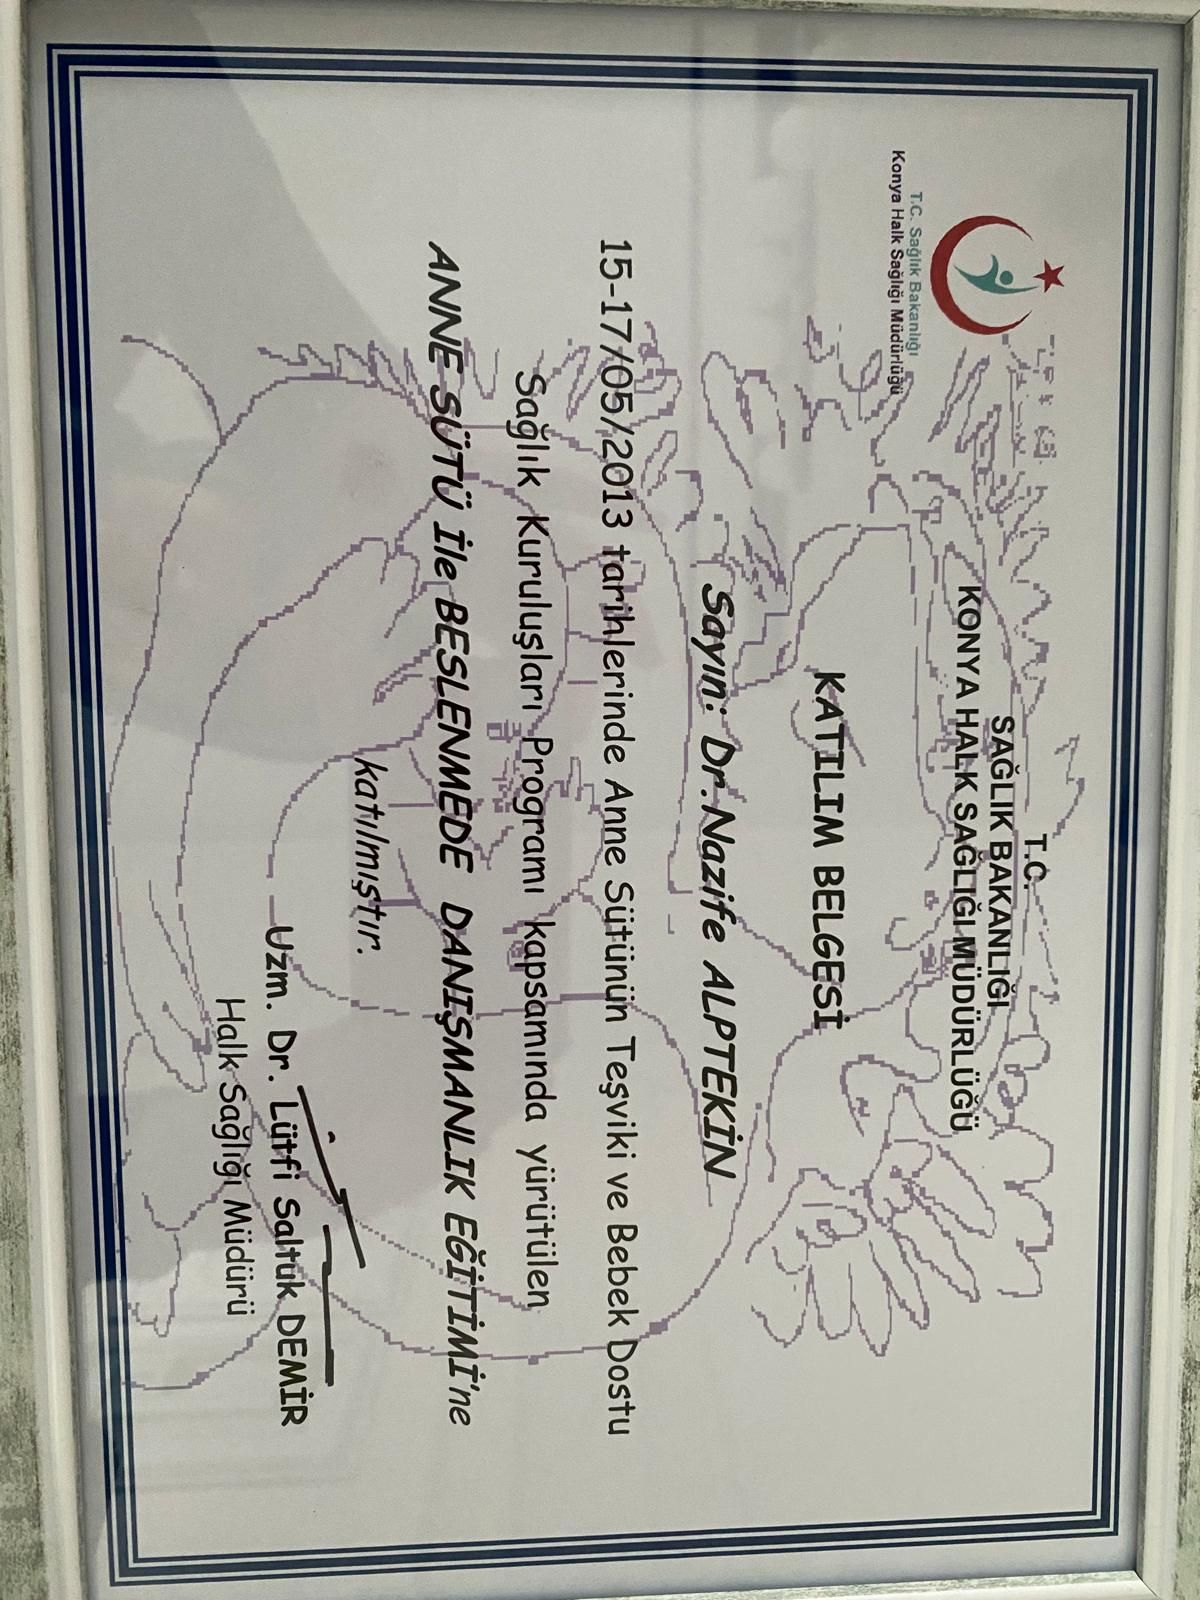 T.C.
SAĞLIK BAKANLIĞI
KONYA HALK SAĞLIĞI MÜDÜRLÜĞÜ
T.C. Sağlık Bakanlığı
Konya Halk Sağlığı Müdürlüğü
KATILIM BELGESİ
Sayın: Dr. Nazife ALPTEKİN
15-17/05/2013 tarihlerinde Anne Sütünün Teşviki ve Bebek Dostu
Sağlık Kuruluşları Programı kapsamında yürütülen
ANNE SÜTÜ İle BESLENMEDE DANIŞMANLIK EĞİTİMİ'ne
katılmıştır.
Uzm. Dr. Lütfi Saltuk DEMİR
Halk Sağlığı Müdürü